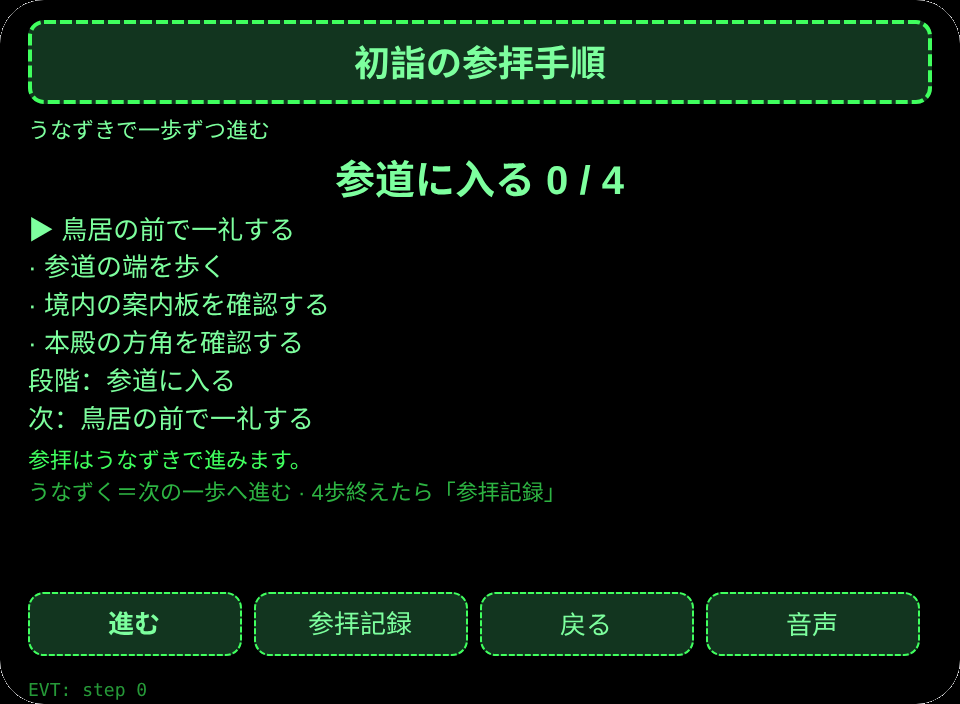 初詣の参拝手順
うなずきで一歩ずつ進む
参道に入る 0 / 4
▶ 鳥居の前で一礼する
· 参道の端を歩く
· 境内の案内板を確認する
· 本殿の方角を確認する
段階: 参道に入る
次: 鳥居の前で一礼する
参拝はうなずきで進みます。
うなずく＝次の一歩へ進む · 4歩終えたら「参拝記録」
進む
参拝記録
戻る
音声
EVT: step 0